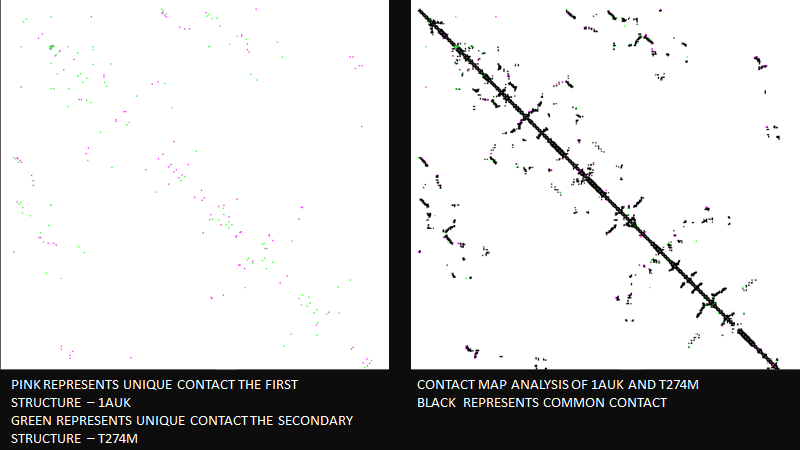 PINK REPRESENTS UNIQUE CONTACT THE FIRST
STRUCTURE – 1AUK
GREEN REPRESENTS UNIQUE CONTACT THE SECONDARY
STRUCTURE – T274M
CONTACT MAP ANALYSIS OF 1AUK AND T274M
BLACK REPRESENTS COMMON CONTACT